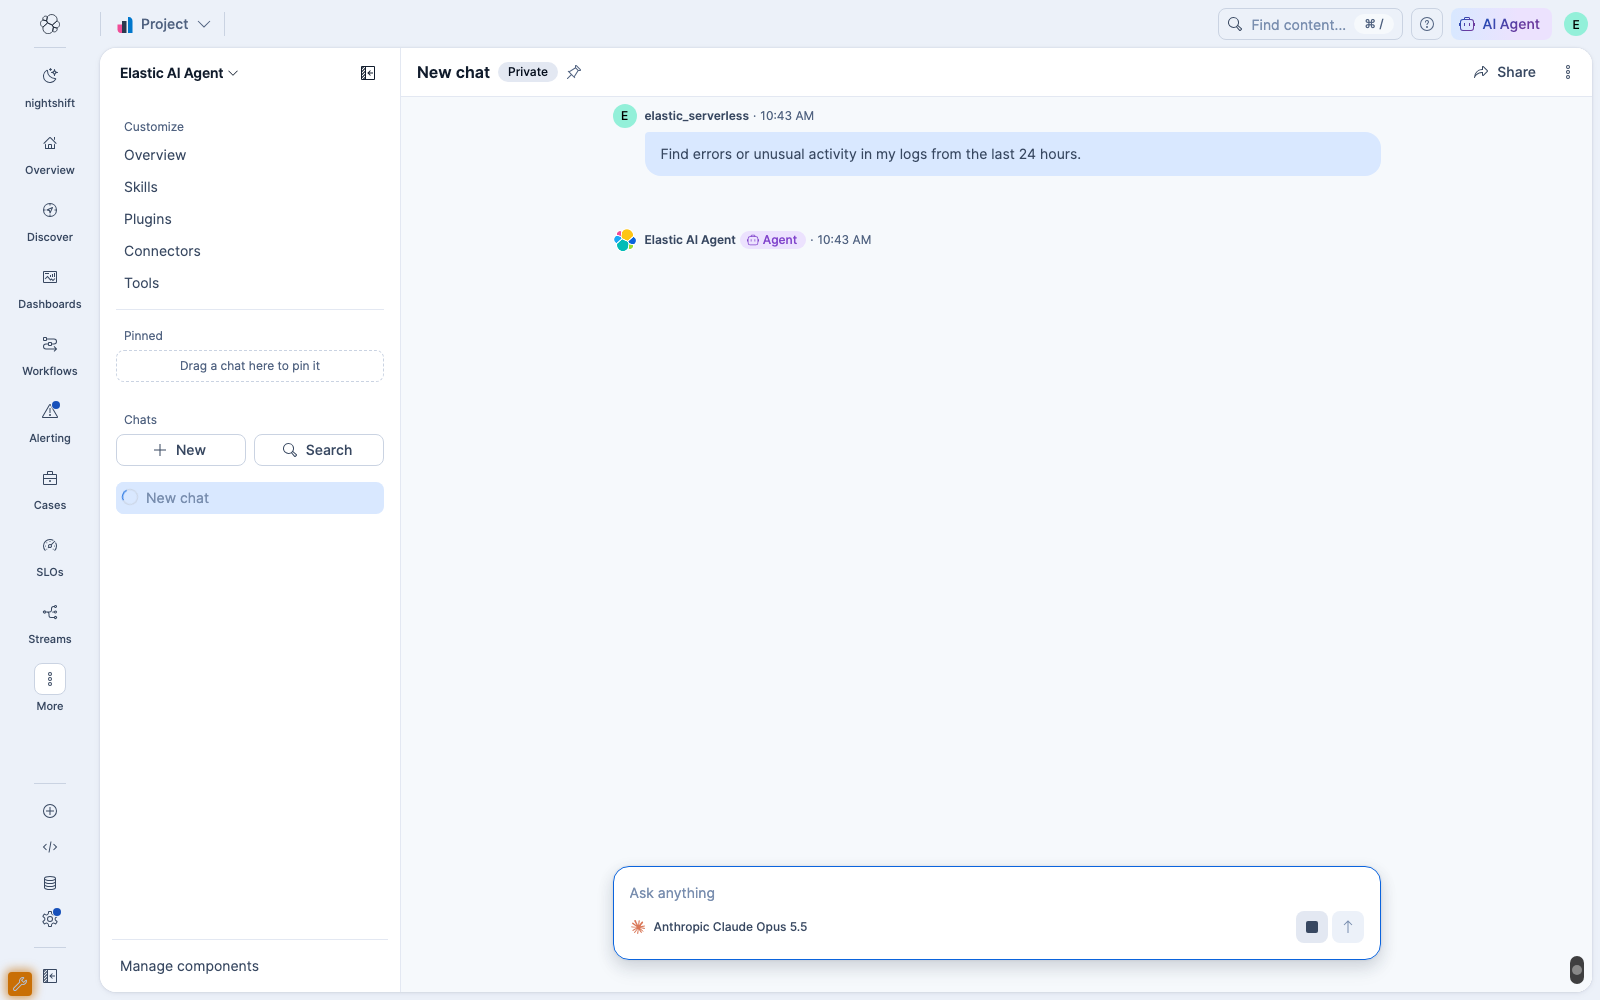 Project
Find content...
⌘ /
AI Agent
E
nightshift
Overview
Discover
Dashboards
Workflows
Alerting
Cases
SLOs
Streams
More
Elastic AI Agent
Customize
Overview
Skills
Plugins
Connectors
Tools
Pinned
Drag a chat here to pin it
Chats
New
Search
New chat
Manage components
New chat
Private
Share
E
elastic_serverless · 10:43 AM
Find errors or unusual activity in my logs from the last 24 hours.
Elastic AI Agent
Agent
· 10:43 AM
Ask anything
Anthropic Claude Opus 5.5